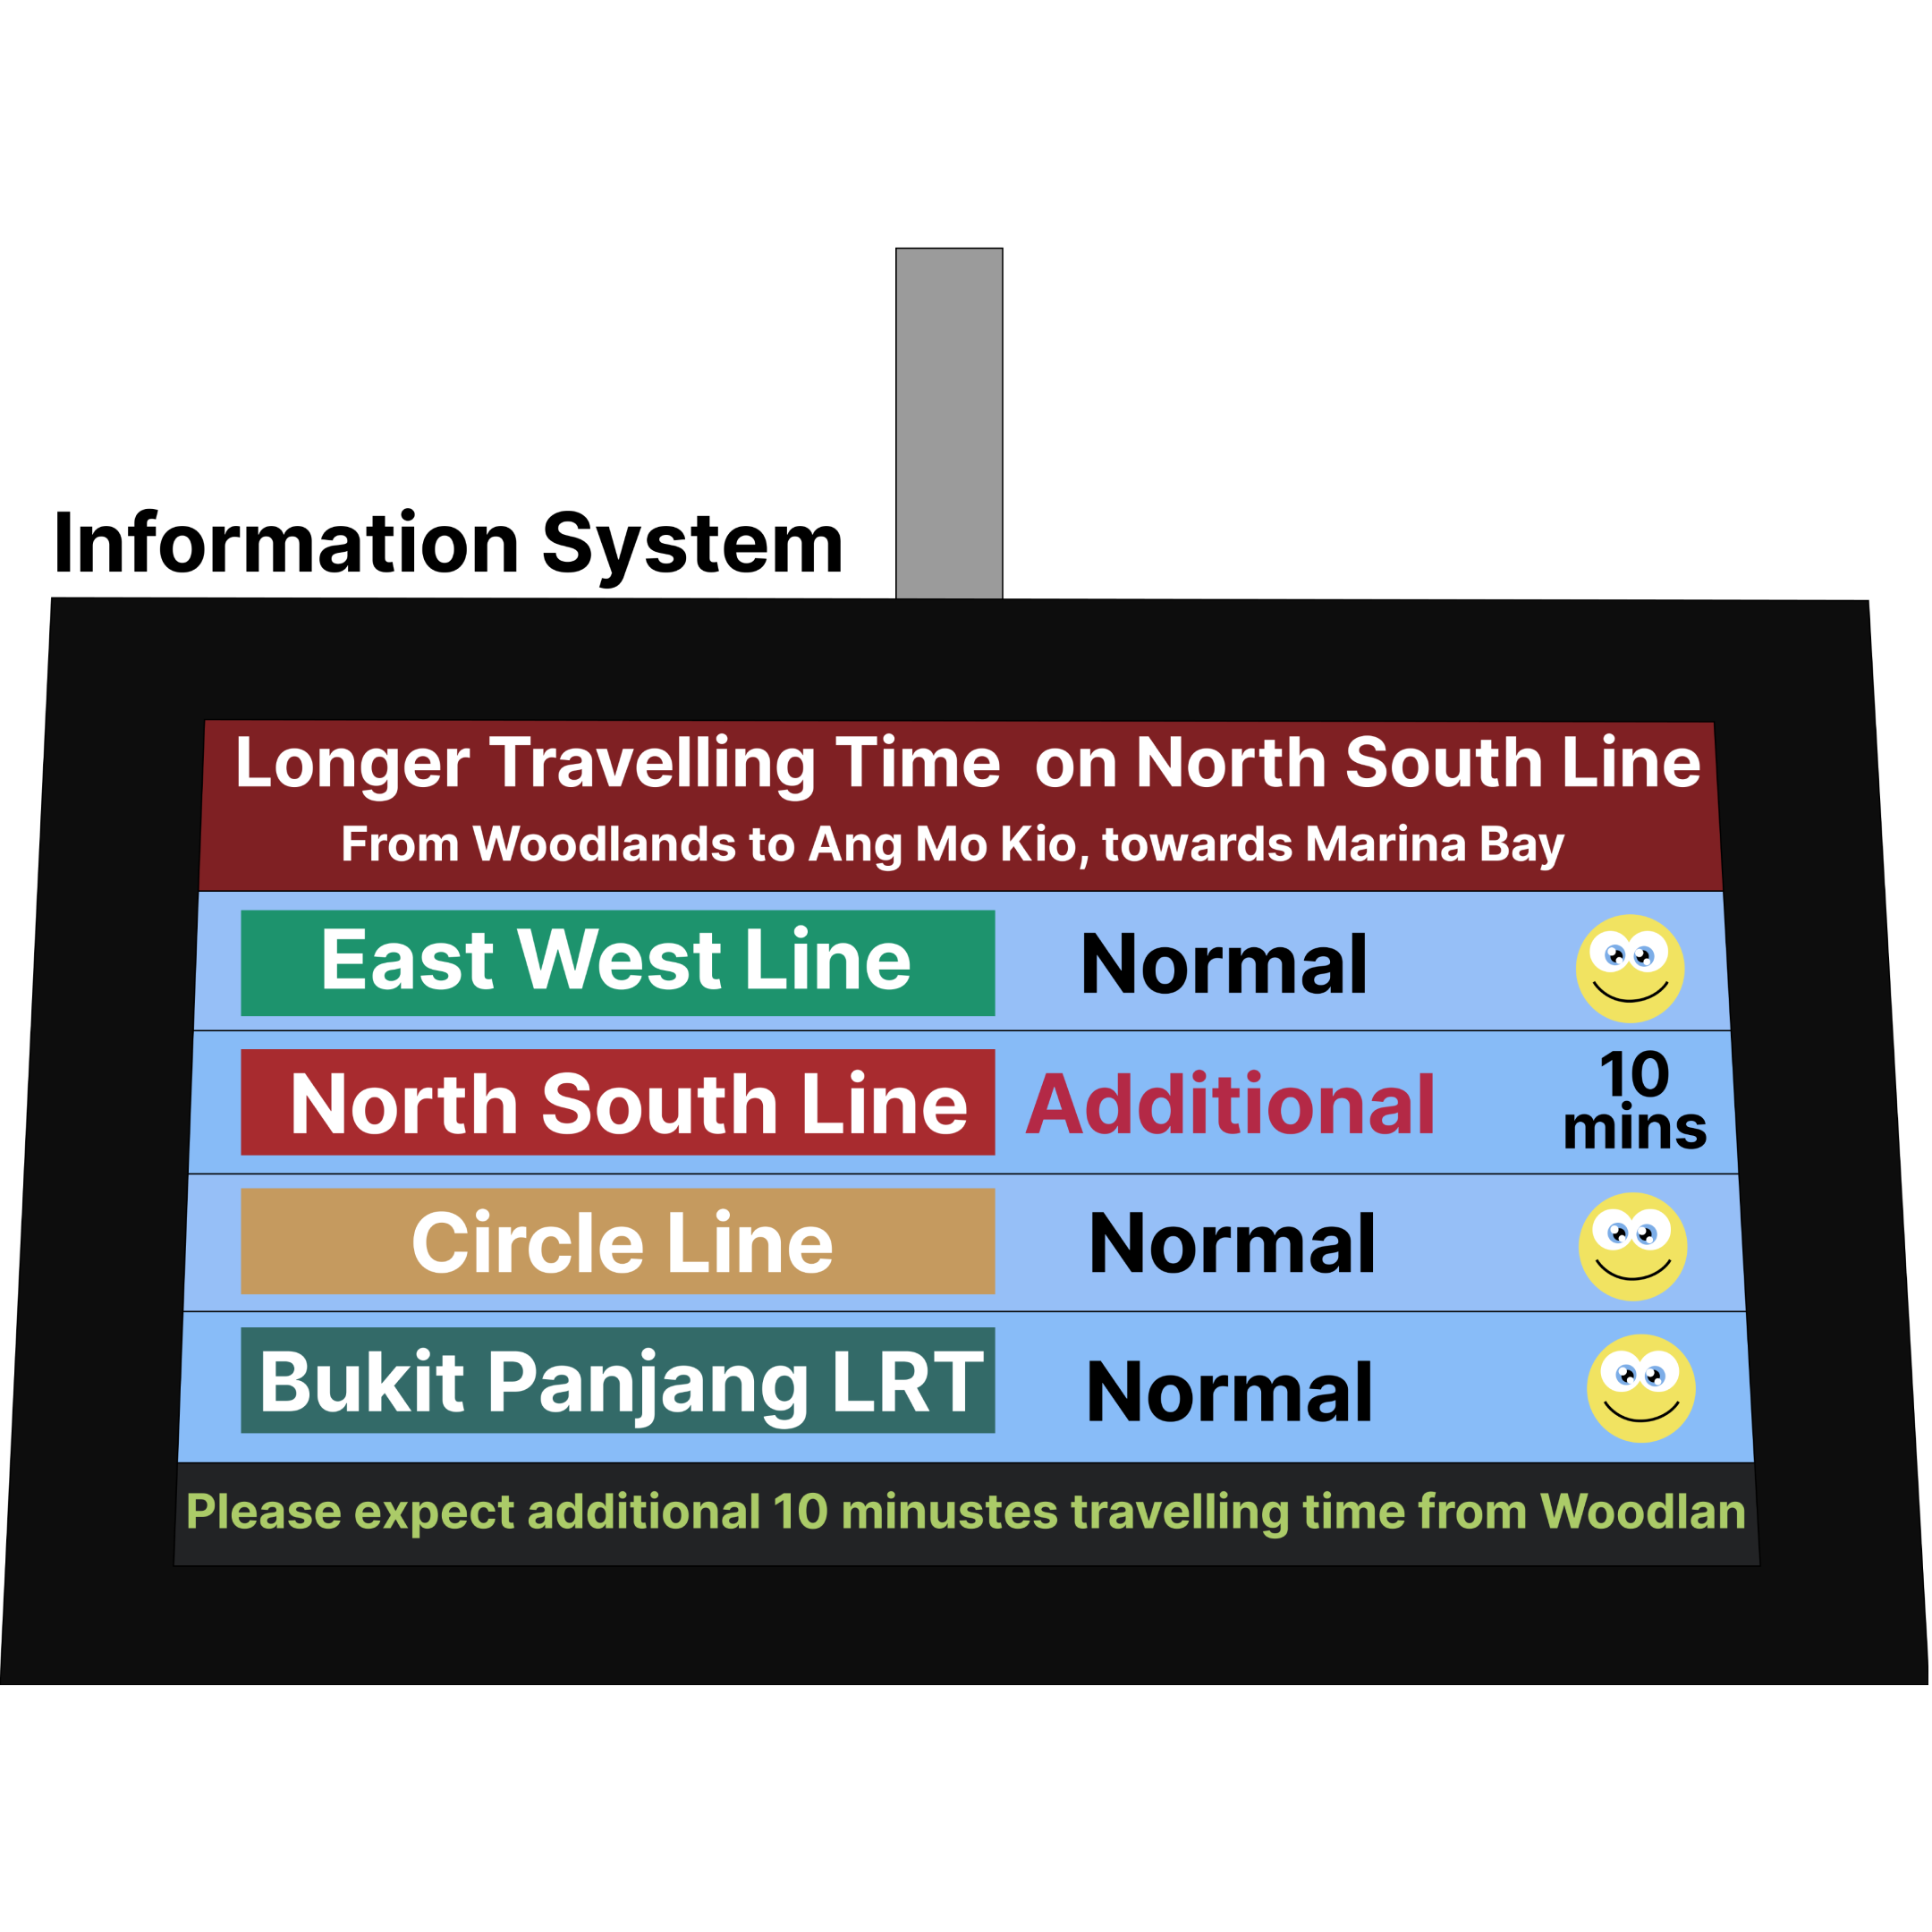 Information System
Longer Travelling Time on North South Line
From Woodlands to Ang Mo Kio, towards Marina Bay
East West Line Normal
North South Line Additional 10 mins
Circle Line Normal
Bukit Panjang LRT Normal
Please expect additional 10 minutes travelling time from Woodlan